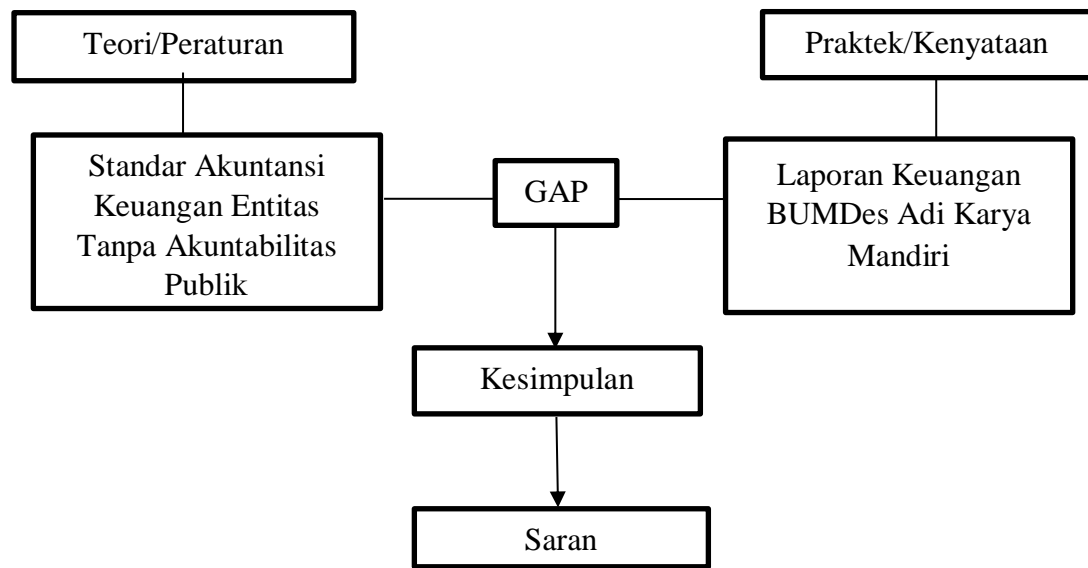 Teori/Peraturan
Praktek/Kenyataan
Standar Akuntansi
Keuangan Entitas
Tanpa Akuntabilitas
Publik
GAP
Laporan Keuangan
BUMDes Adi Karya
Mandiri
Kesimpulan
Saran